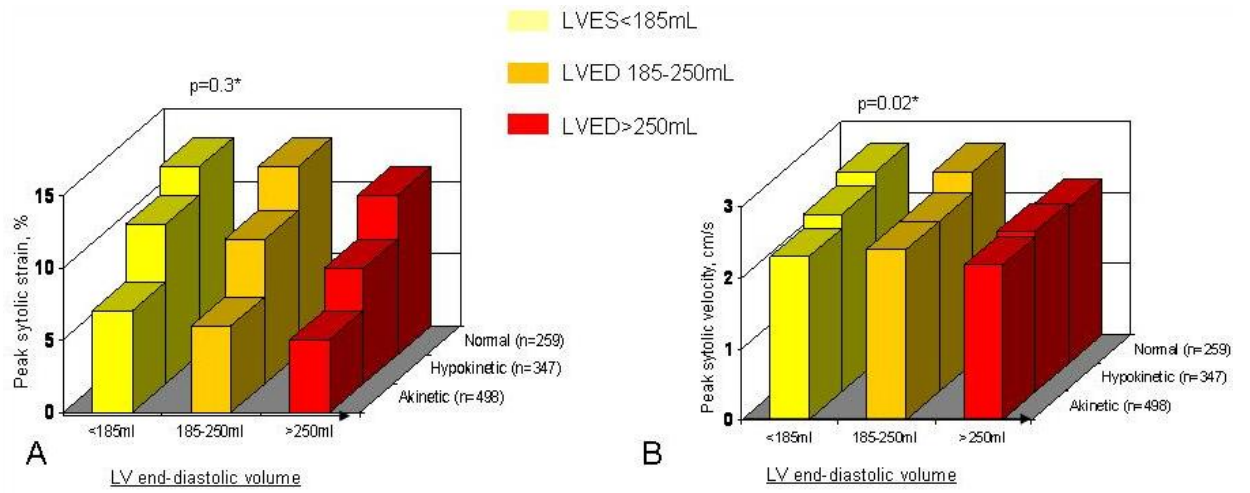 LVES<185mL
LVED 185-250mL
LVED>250mL
p=0.3*
15
10
5
0
Peak sytolic strain, %
Normal (n=259)
Hypokinetic (n=347)
Akinetic (n=498)
<185ml
185-250ml
>250ml
A
LV end-diastolic volume
p=0.02*
3
2
1
0
Peak sytolic velocity, cm/s
Normal (n=259)
Hypokinetic (n=347)
Akinetic (n=498)
<185ml
185-250ml
>250ml
B
LV end-diastolic volume